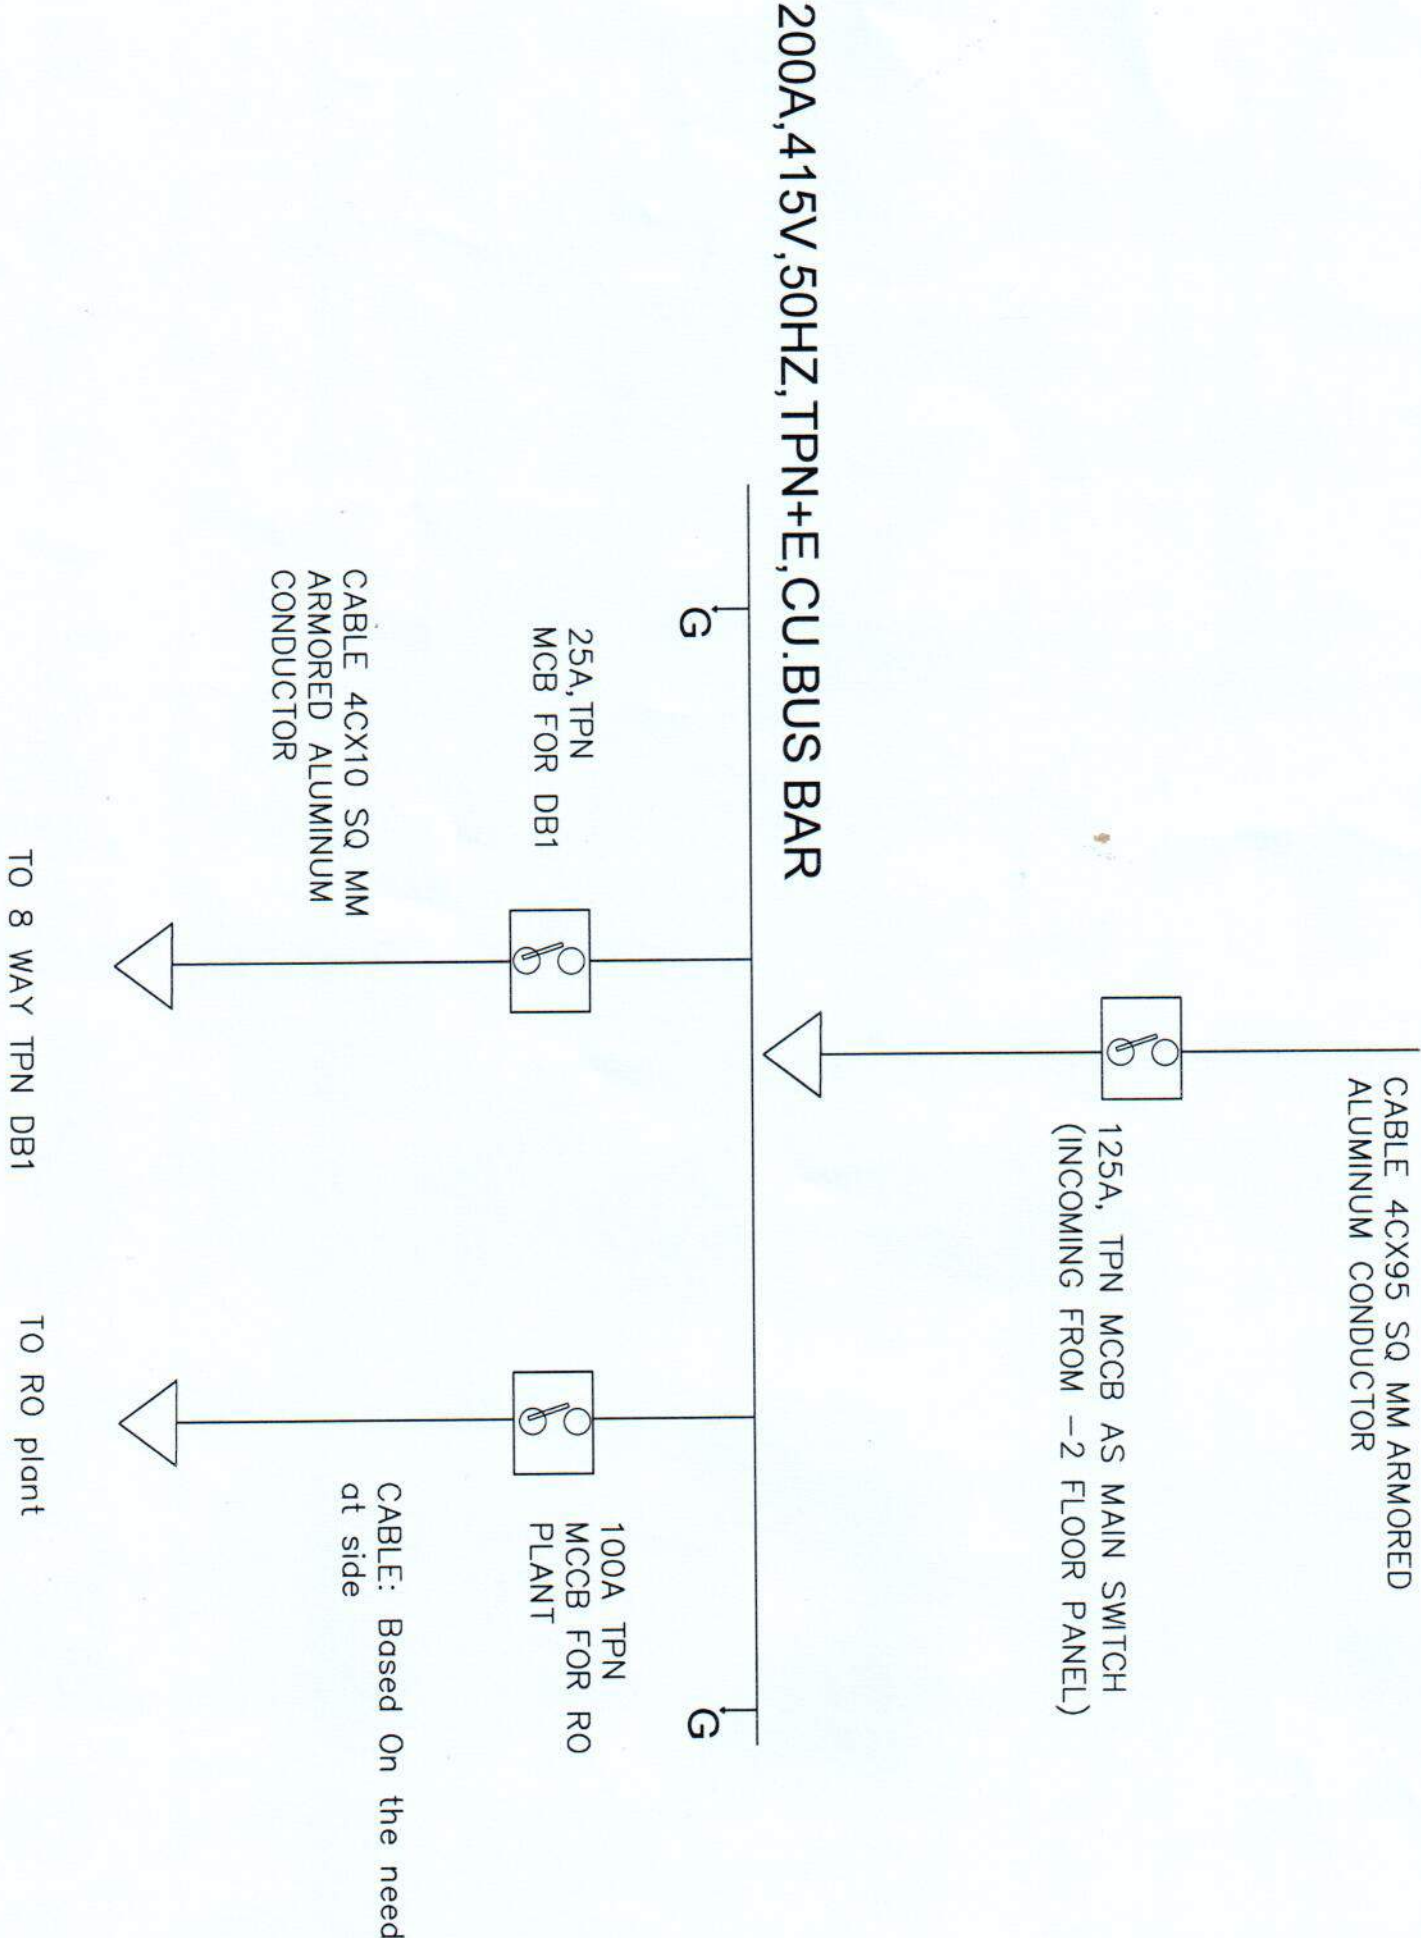 CABLE 4CX95 SQ MM ARMORED
ALUMINUM CONDUCTOR
125A, TPN MCCB AS MAIN SWITCH
(INCOMING FROM -2 FLOOR PANEL)
200A,415V,50HZ,TPN+E,CU.BUS BAR
G
G
25A,TPN
MCB FOR DB1
100A TPN
MCCB FOR RO
PLANT
CABLE 4CX10 SQ MM
ARMORED ALUMINUM
CONDUCTOR
CABLE: Based On the need
at side
TO 8 WAY TPN DB1
TO RO plant